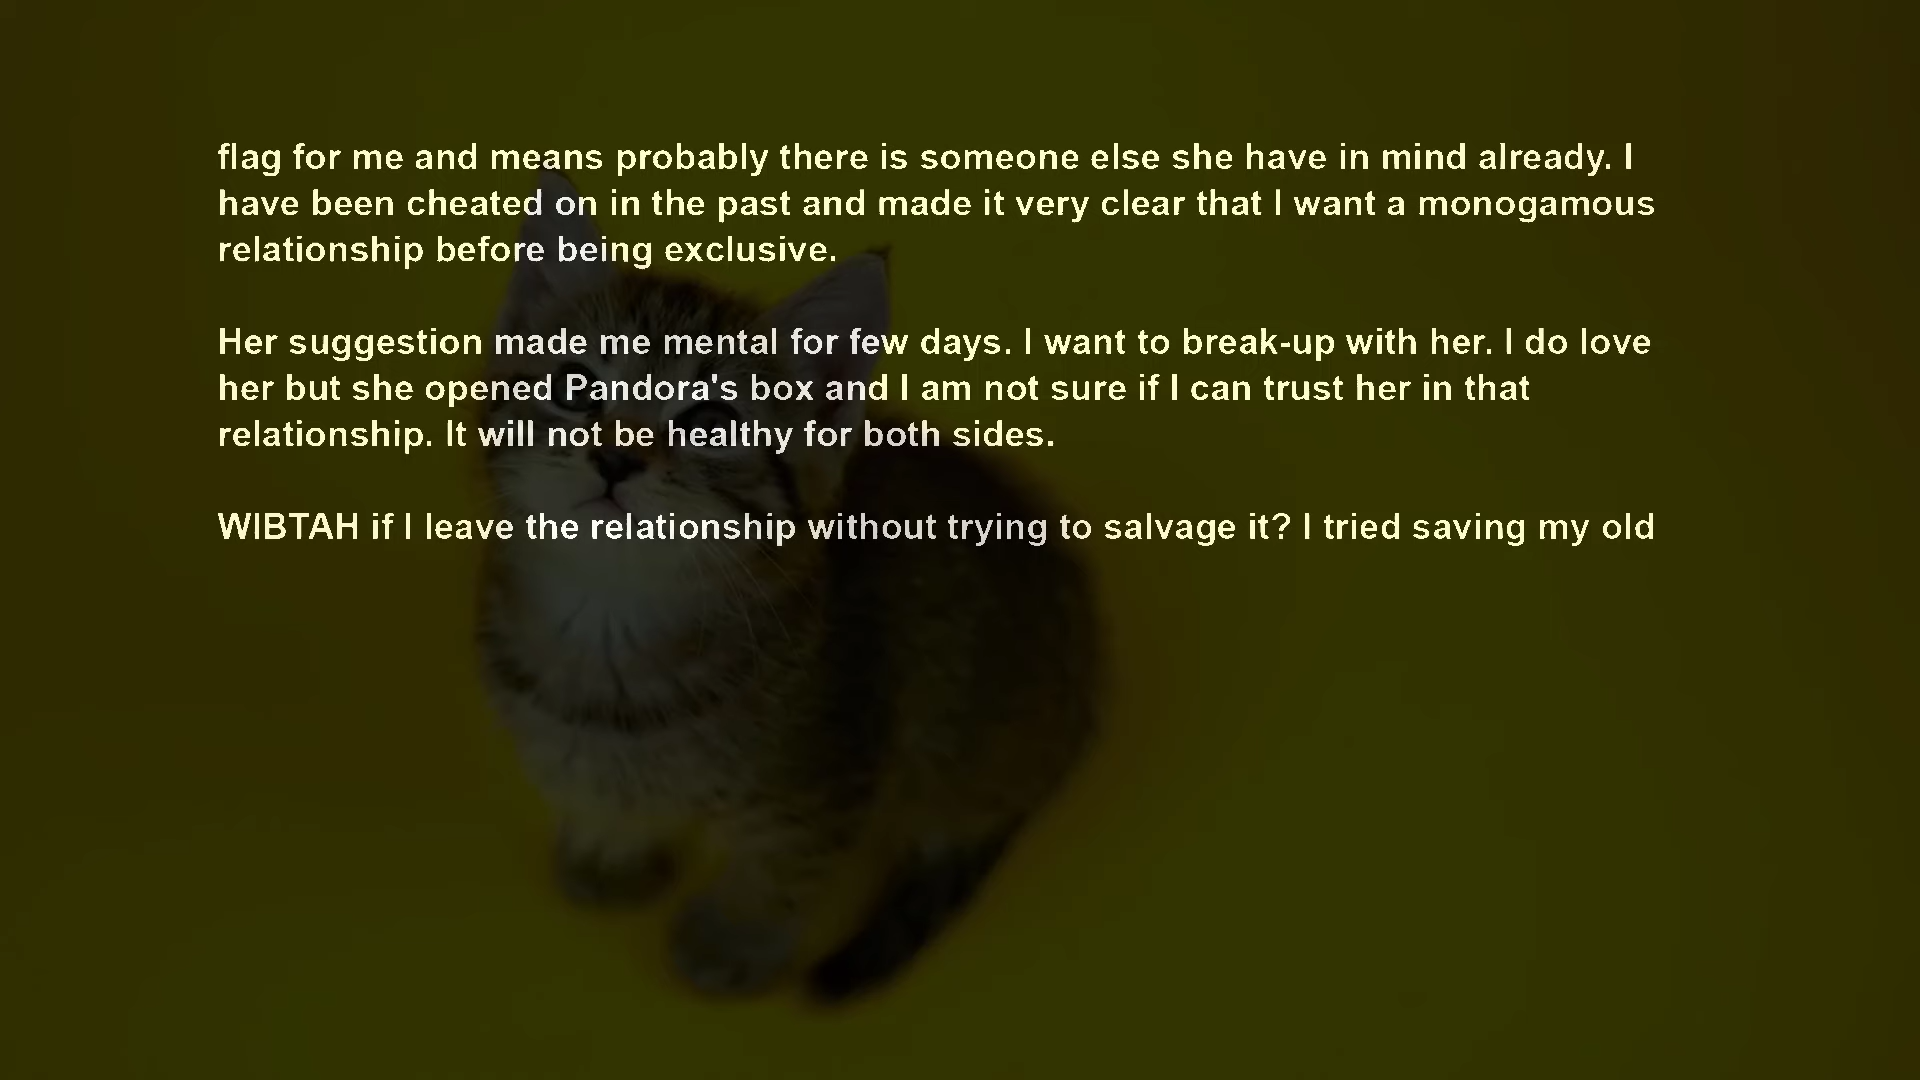 flag for me and means probably there is someone else she have in mind already. I
have been cheated on in the past and made it very clear that I want a monogamous
relationship before being exclusive.
Her suggestion made me mental for few days. I want to break-up with her. I do love
her but she opened Pandora's box and I am not sure if I can trust her in that
relationship. It will not be healthy for both sides.
WIBTAH if I leave the relationship without trying to salvage it? I tried saving my old